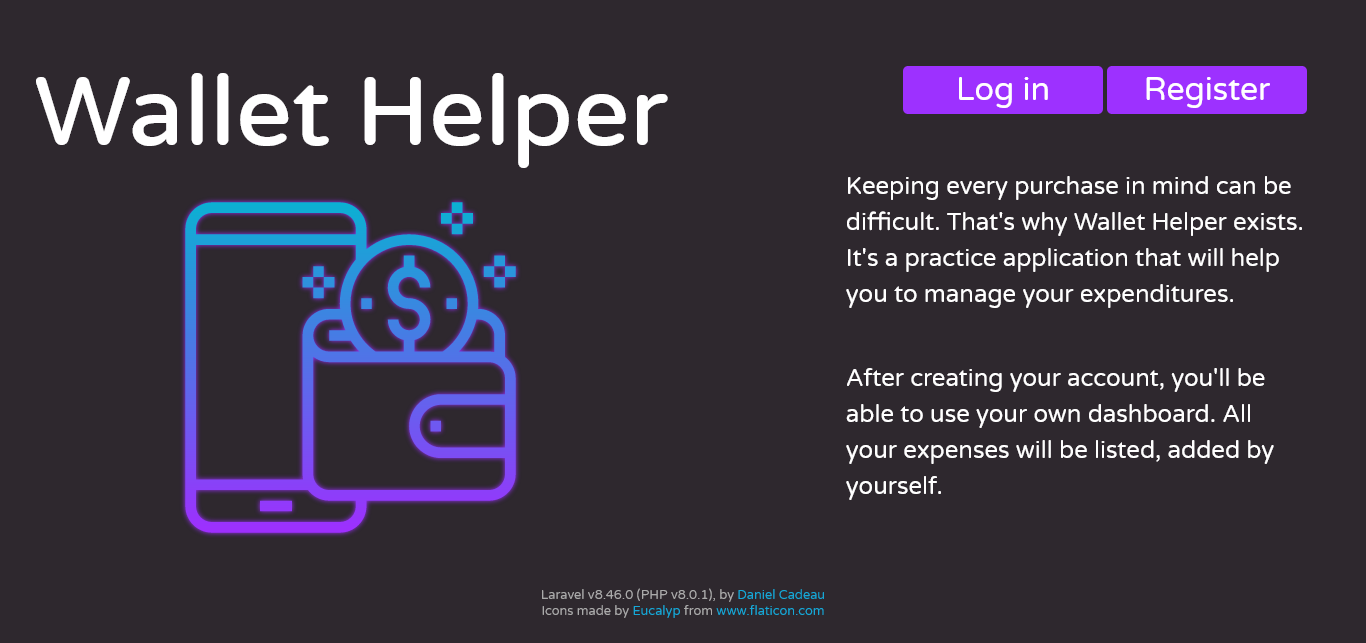 Wallet Helper
Log in
Register
Keeping every purchase in mind can be
difficult. That's why Wallet Helper exists.
It's a practice application that will help
you to manage your expenditures.
After creating your account, you'll be
able to use your own dashboard. All
your expenses will be listed, added by
yourself.
Laravel v8.46.0 (PHP v8.0.1), by Daniel Cadeau
Icons made by Eucalyp from www.flaticon.com